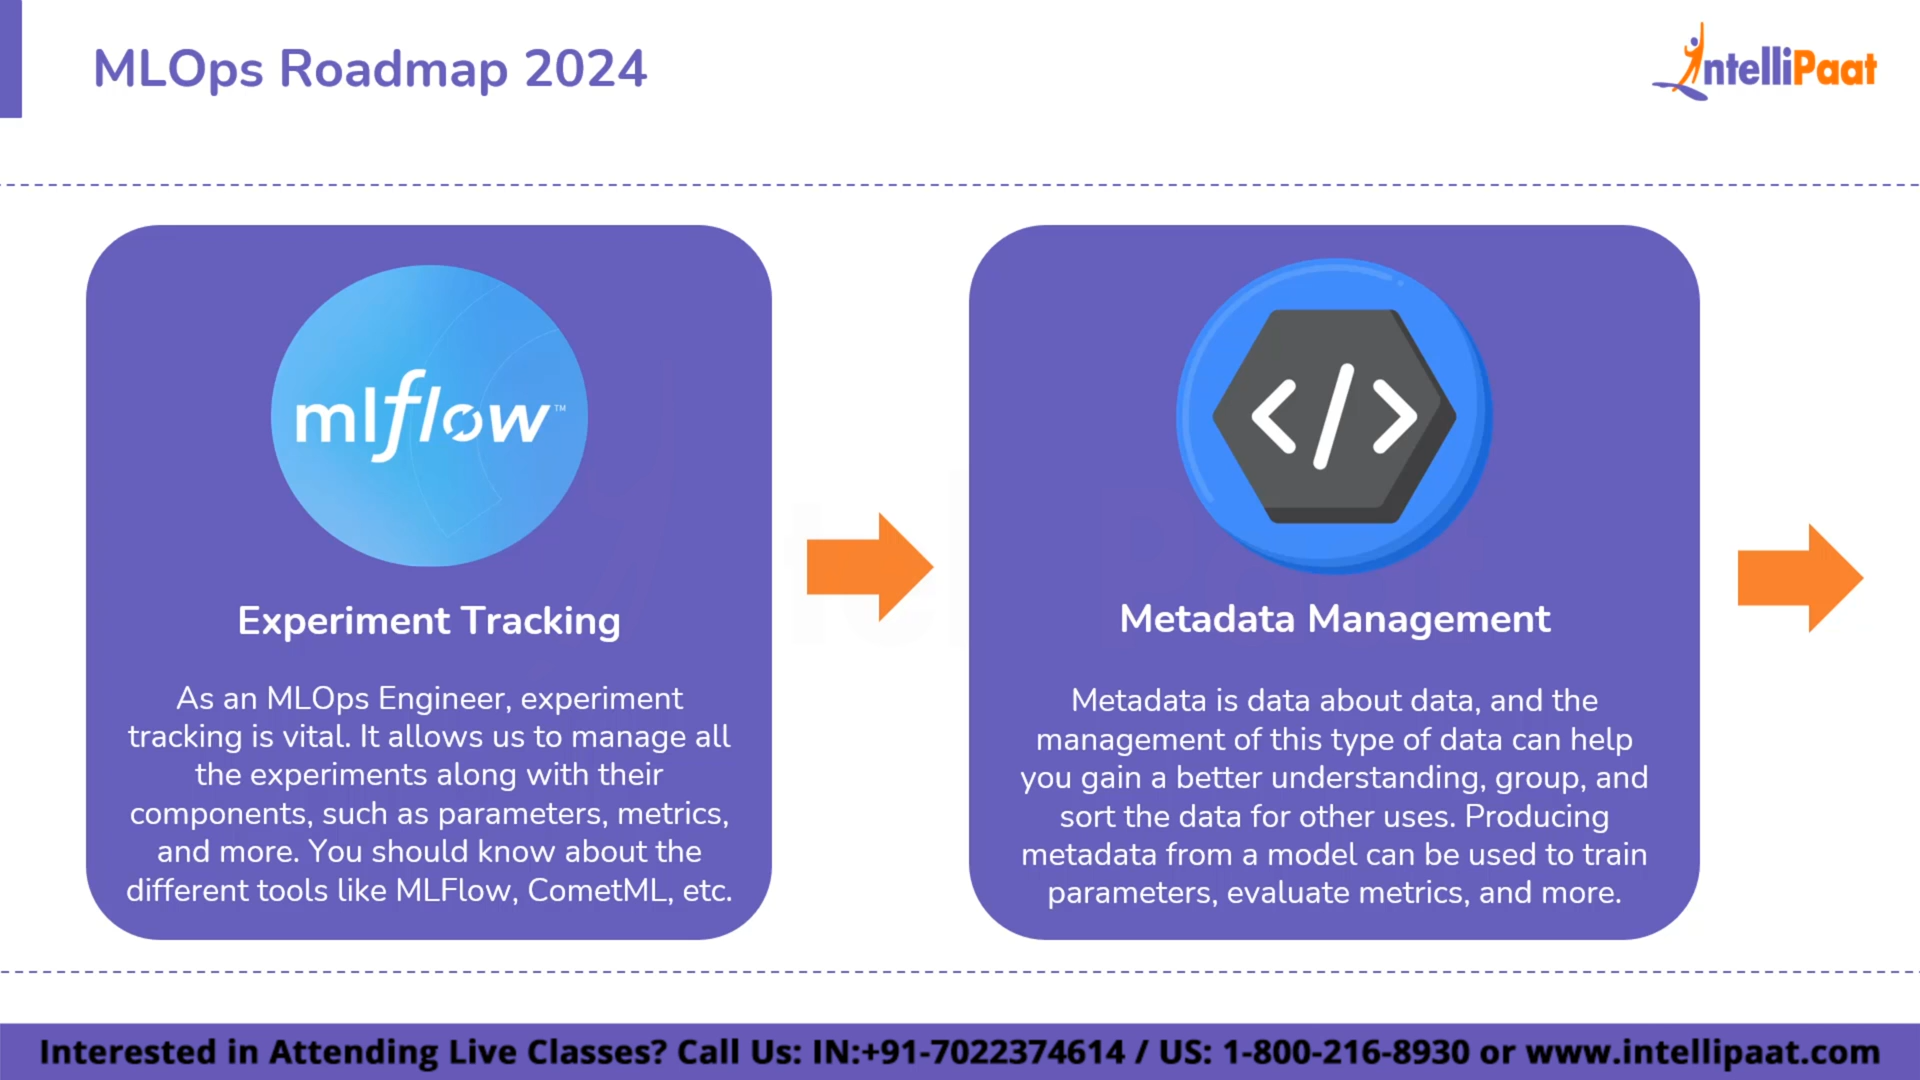 MLOps Roadmap 2024
IntelliPaat
mlflow™
</>
Experiment Tracking
As an MLOps Engineer, experiment
tracking is vital. It allows us to manage all
the experiments along with their
components, such as parameters, metrics,
and more. You should know about the
different tools like MLFlow, CometML, etc.
Metadata Management
Metadata is data about data, and the
management of this type of data can help
you gain a better understanding, group, and
sort the data for other uses. Producing
metadata from a model can be used to train
parameters, evaluate metrics, and more.
Interested in Attending Live Classes? Call Us: IN:+91-7022374614 / US: 1-800-216-8930 or www.intellipaat.com